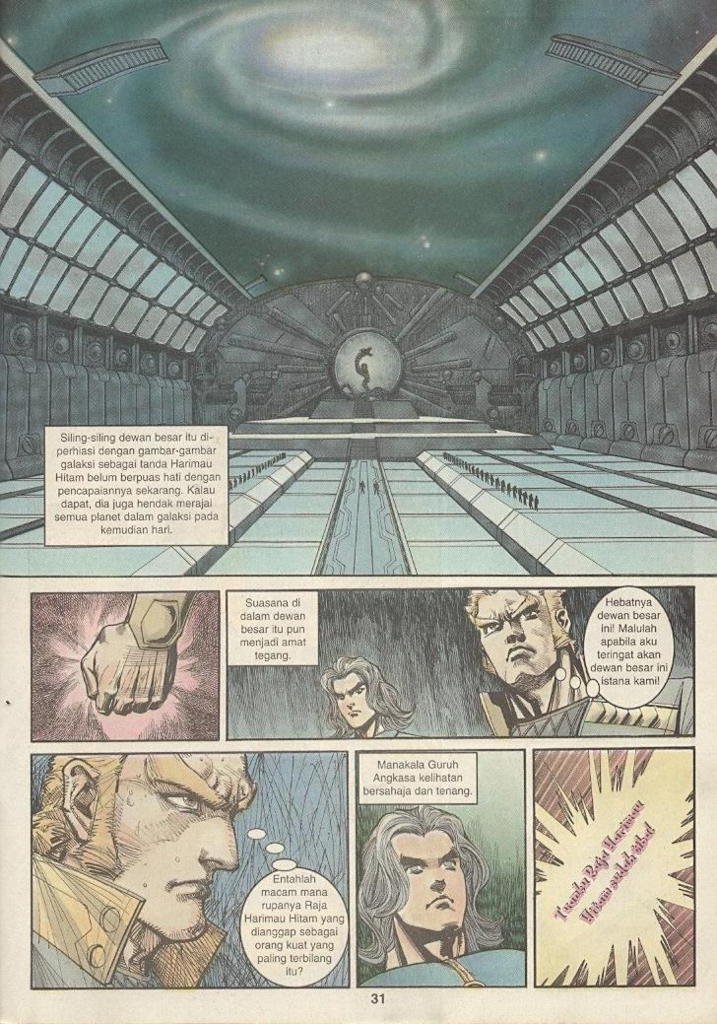 Siling-siling dewan besar itu di-
perhiasi dengan gambar-gambar
galaksi sebagai tanda Harimau
Hitam belum berpuas hati dengan
pencapaiannya sekarang. Kalau
dapat, dia juga hendak merajai
semua planet dalam galaksi pada
kemudian hari.
Suasana di
dalam dewan
besar itu pun
menjadi amat
tegang.
Hebatnya
dewan besar
ini! Malulah
apabila aku
teringat akan
dewan besar di
istana kami!
Entahlah
macam mana
rupanya Raja
Harimau Hitam yang
dianggap sebagai
orang kuat yang
paling terbilang
itu?
Manakala Guruh
Angkasa kelihatan
bersahaja dan tenang.
Tuanku Raja Harimau
Hitam sudah tiba!
31